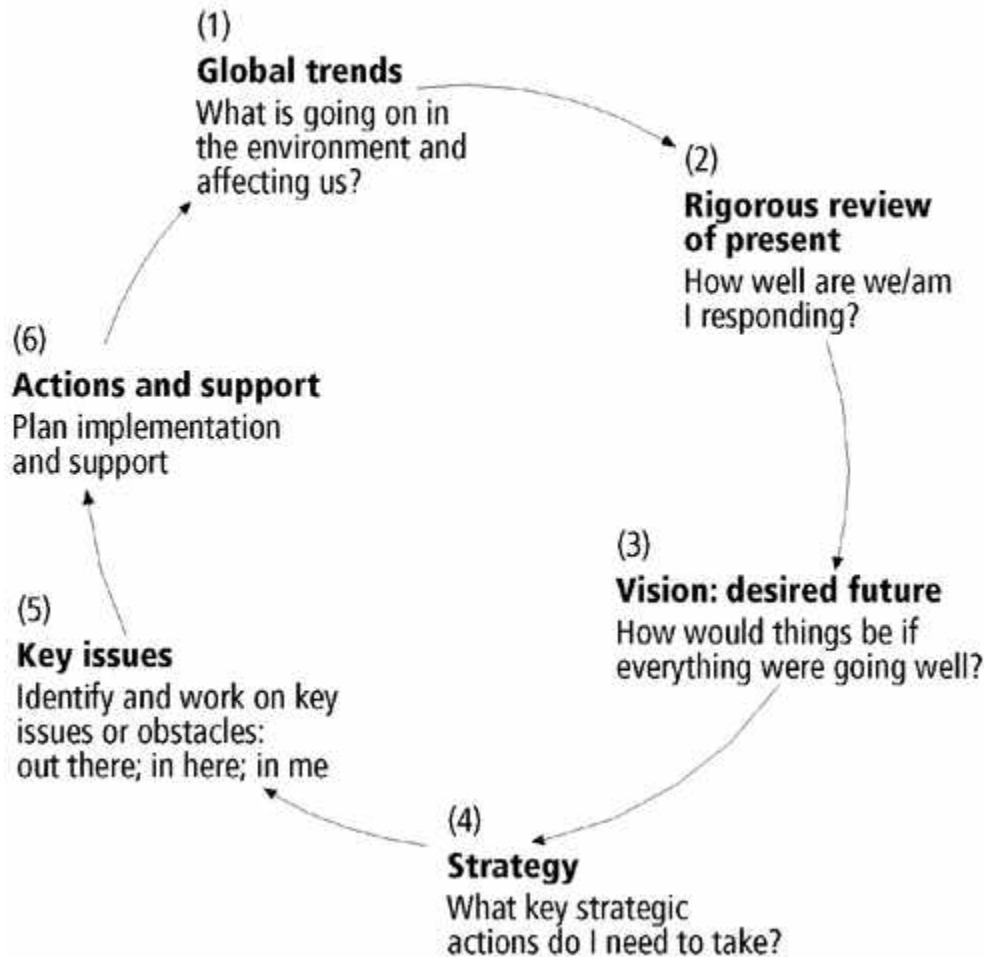 (1)
Global trends
What is going on in
the environment and
affecting us?
(2)
Rigorous review
of present
How well are we/am
I responding?
(3)
Vision: desired future
How would things be if
everything were going well?
(4)
Strategy
What key strategic
actions do I need to take?
(5)
Key issues
Identify and work on key
issues or obstacles:
out there; in here; in me
(6)
Actions and support
Plan implementation
and support